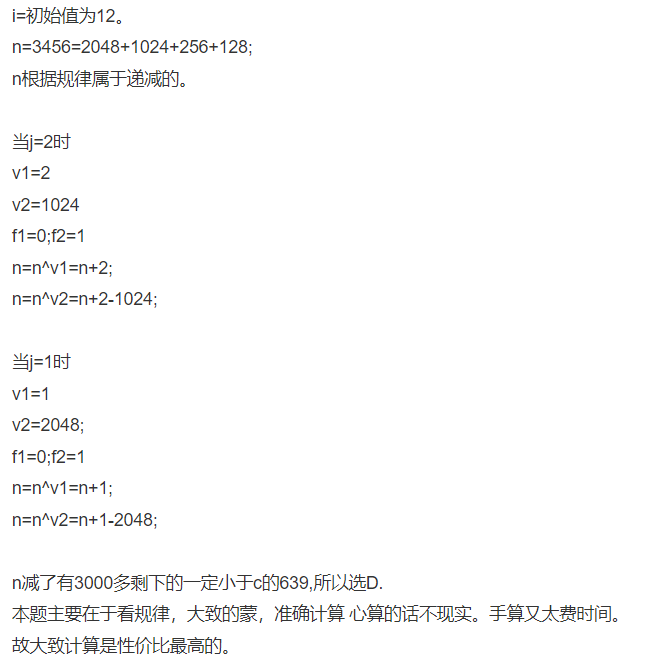 i=初始值为12。
n=3456=2048+1024+256+128;
n根据规律属于递减的。
当j=2时
v1=2
v2=1024
f1=0;f2=1
n=n^v1=n+2;
n=n^v2=n+2-1024;
当j=1时
v1=1
v2=2048;
f1=0;f2=1
n=n^v1=n+1;
n=n^v2=n+1-2048;
n减了有3000多剩下的一定小于c的639,所以选D.
本题主要在于看规律，大致的蒙，准确计算 心算的话不现实。手算又太费时间。
故大致计算是性价比最高的。